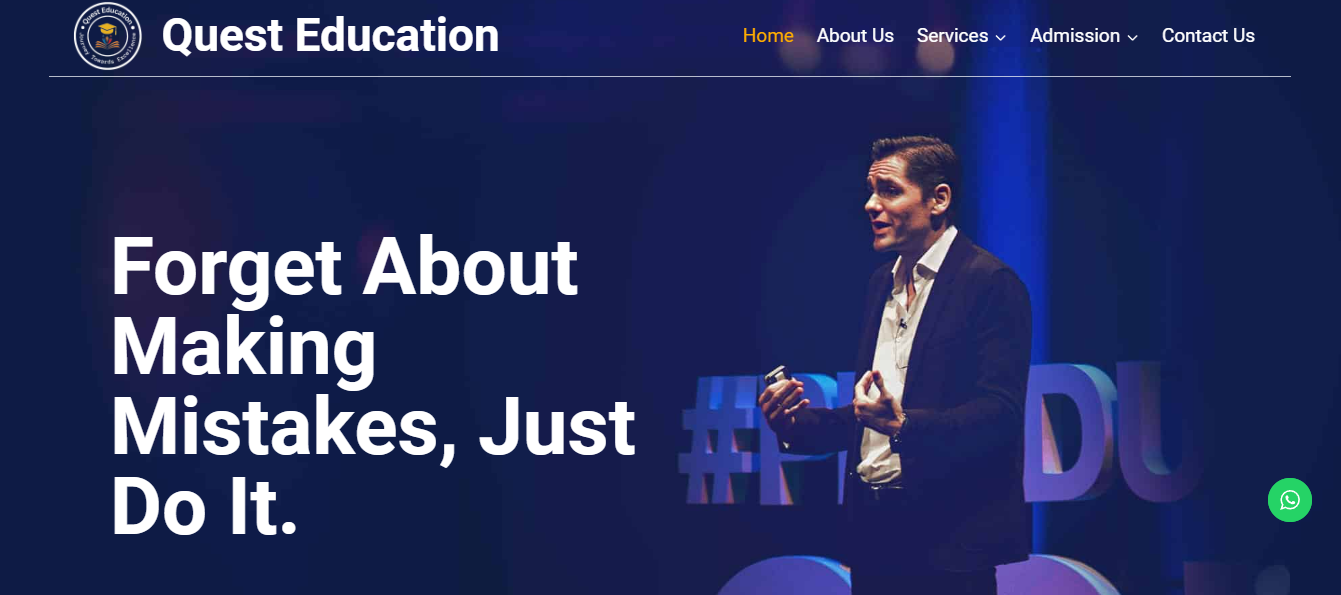 Quest Education
Journey Towards Excellence
Quest Education
Home About Us Services Admission Contact Us
Forget About
Making
Mistakes, Just
Do It.
DU